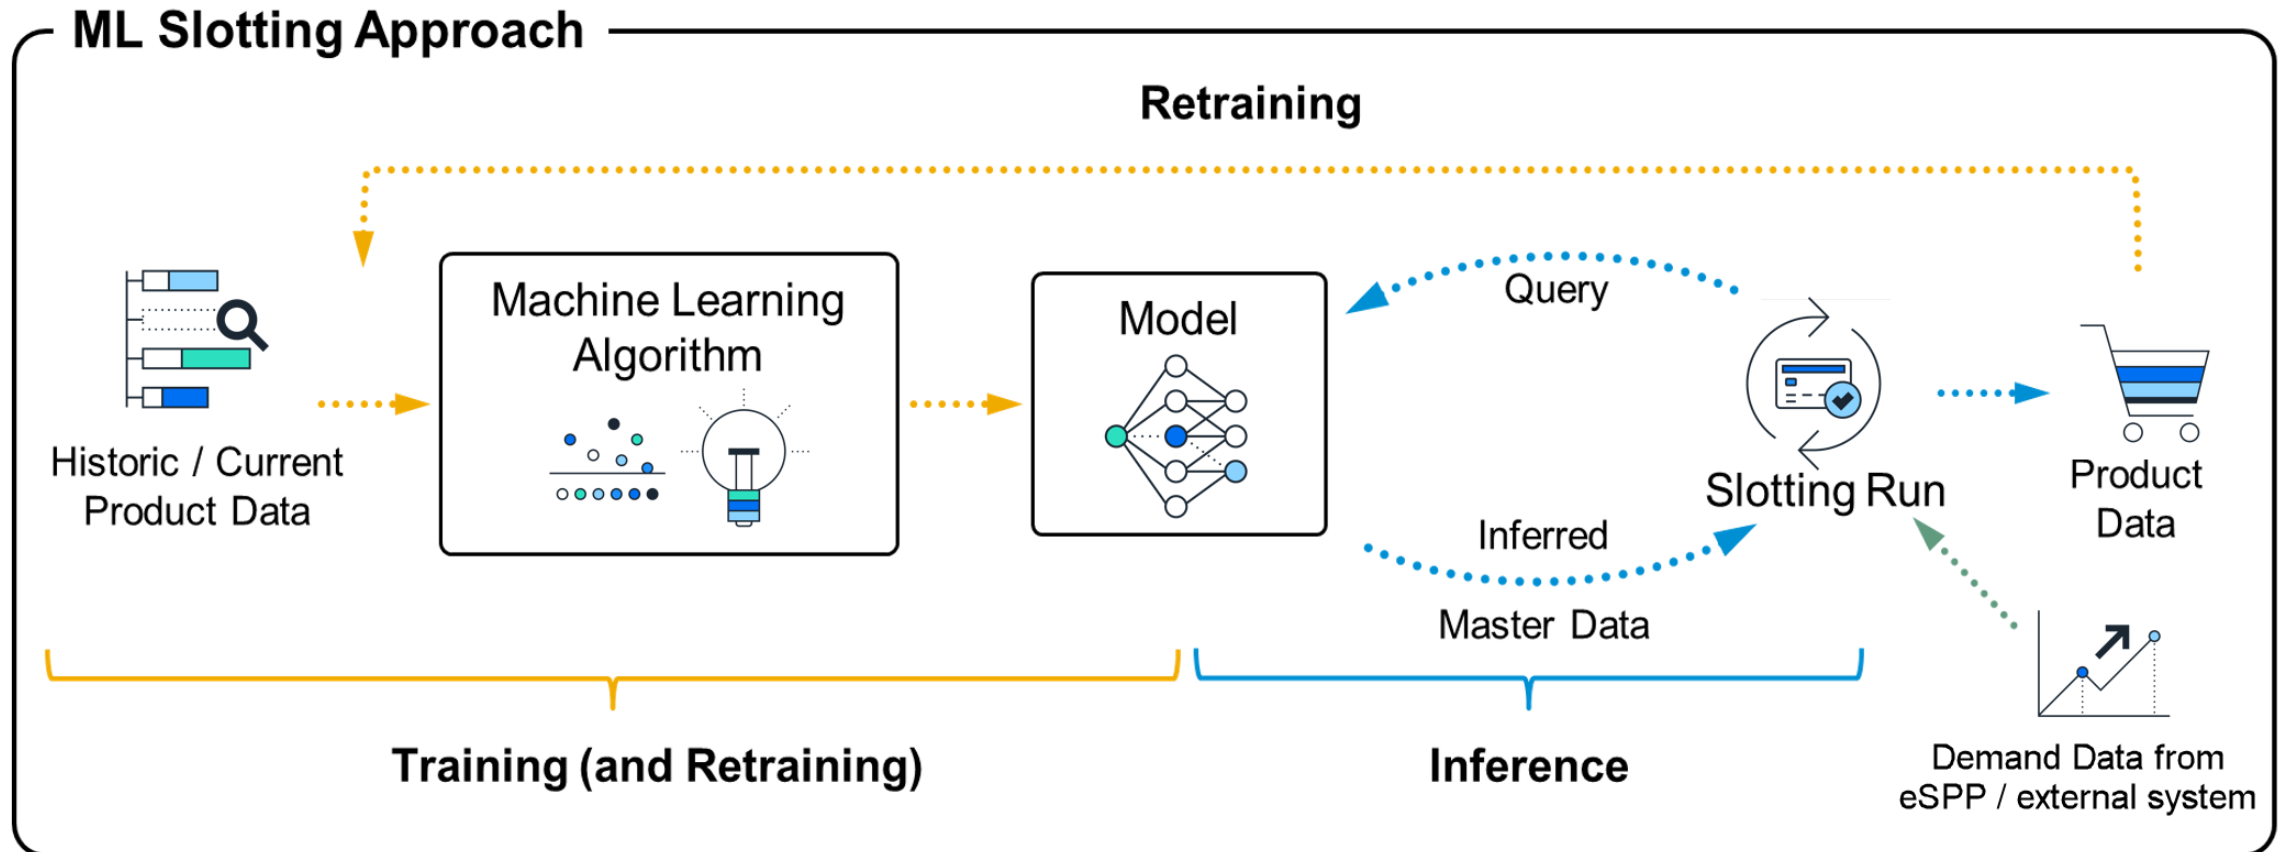 ML Slotting Approach
Retraining
Historic / Current
Product Data
Machine Learning
Algorithm
Model
Query
Inferred
Master Data
Slotting Run
Product
Data
Demand Data from
eSPP / external system
Training (and Retraining)
Inference